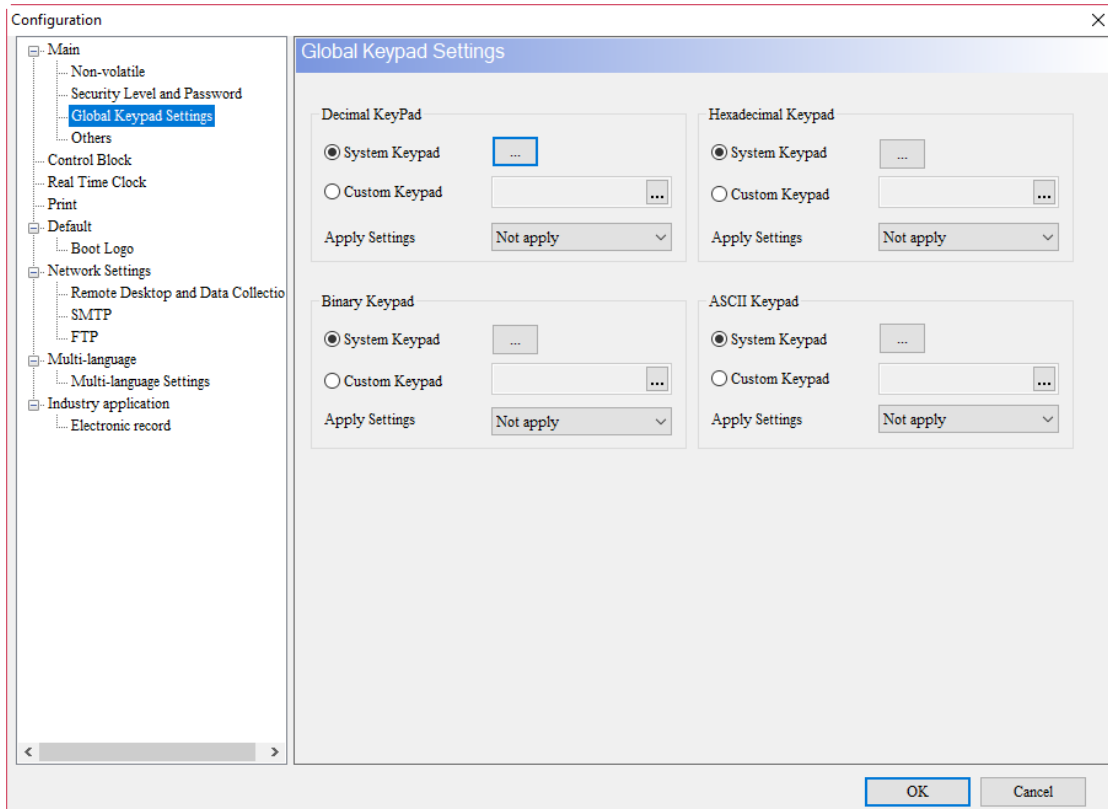 Configuration
Main
Non-volatile
Security Level and Password
Global Keypad Settings
Others
Control Block
Real Time Clock
Print
Default
Boot Logo
Network Settings
Remote Desktop and Data Collectio
SMTP
FTP
Multi-language
Multi-language Settings
Industry application
Electronic record
Global Keypad Settings
Decimal KeyPad
System Keypad ...
Custom Keypad ...
Apply Settings Not apply
Hexadecimal Keypad
System Keypad ...
Custom Keypad ...
Apply Settings Not apply
Binary Keypad
System Keypad ...
Custom Keypad ...
Apply Settings Not apply
ASCII Keypad
System Keypad ...
Custom Keypad ...
Apply Settings Not apply
OK Cancel